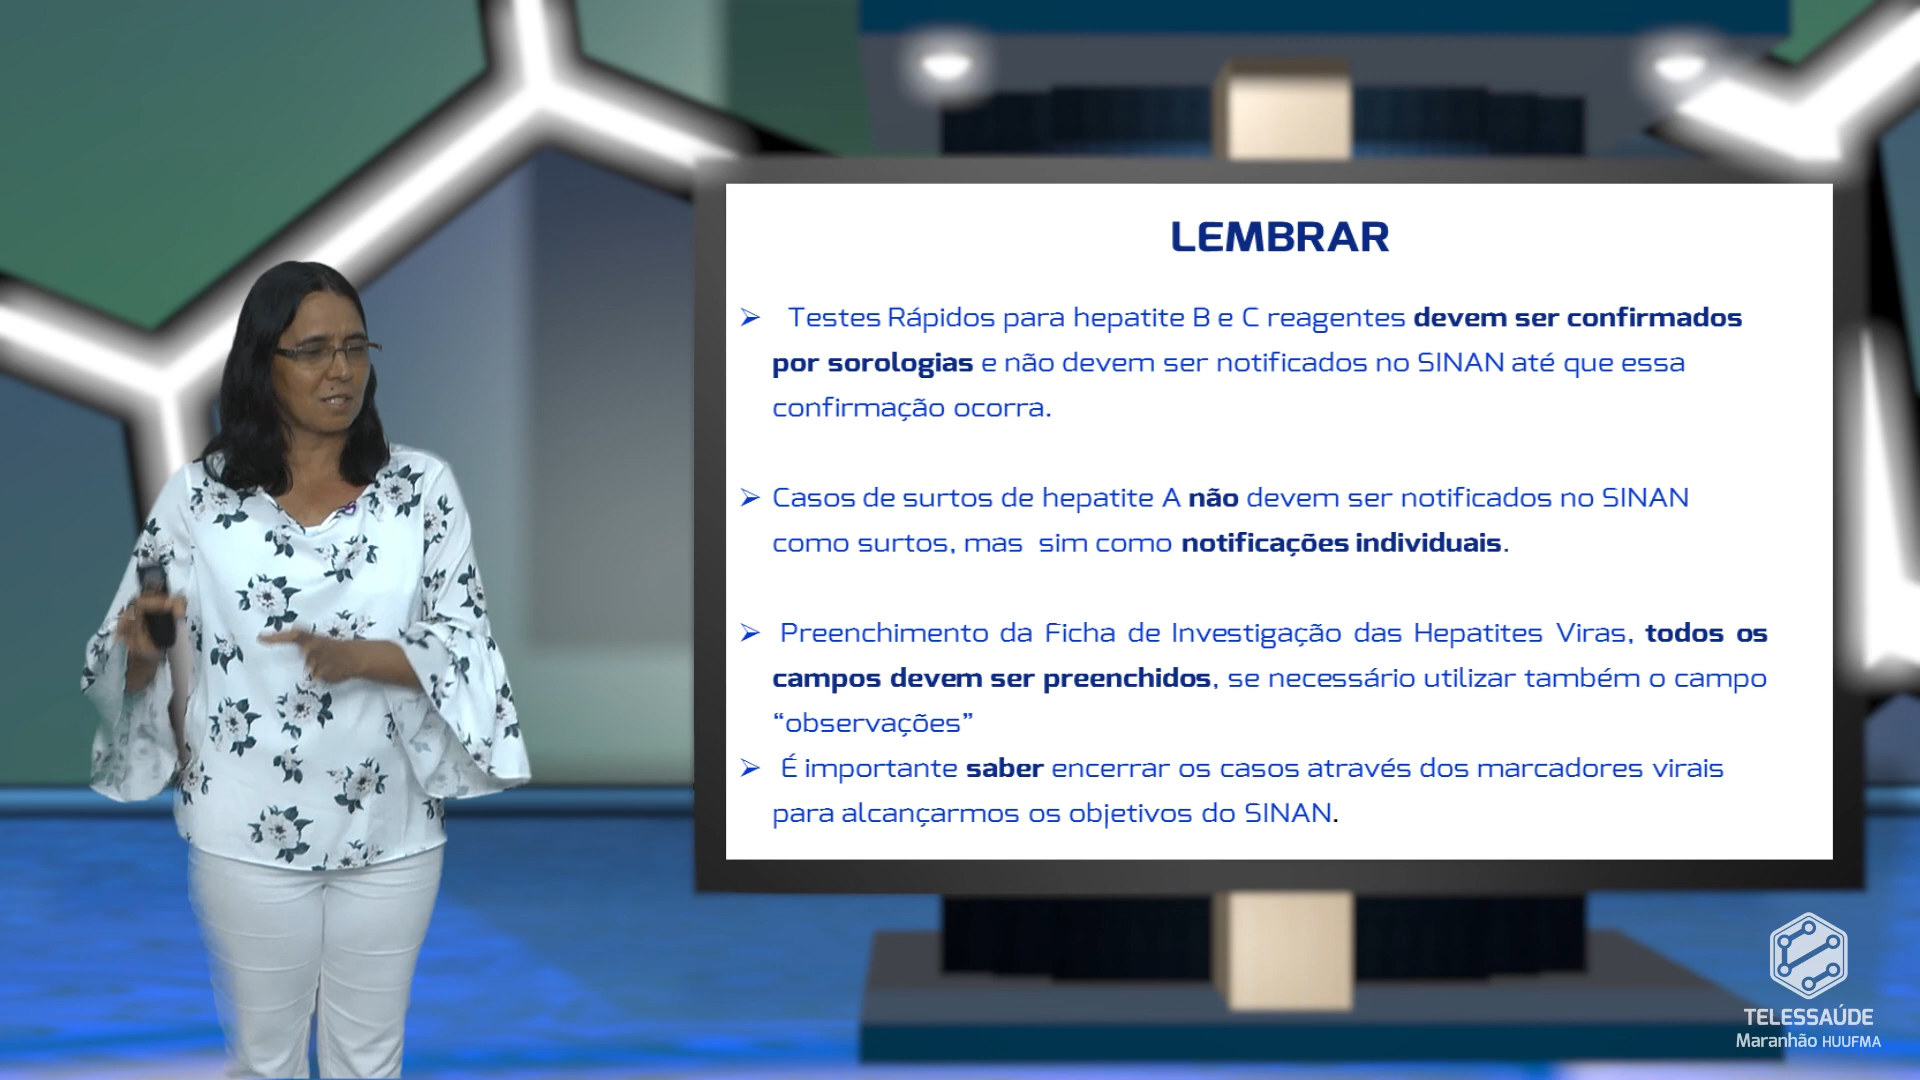 LEMBRAR
➢ Testes Rápidos para hepatite B e C reagentes devem ser confirmados
por sorologias e não devem ser notificados no SINAN até que essa
confirmação ocorra.
➢ Casos de surtos de hepatite A não devem ser notificados no SINAN
como surtos, mas sim como notificações individuais.
➢ Preenchimento da Ficha de Investigação das Hepatites Viras, todos os
campos devem ser preenchidos, se necessário utilizar também o campo
“observações”
➢ É importante saber encerrar os casos através dos marcadores virais
para alcançarmos os objetivos do SINAN.
TELESSAÚDE
Maranhão HUUFMA